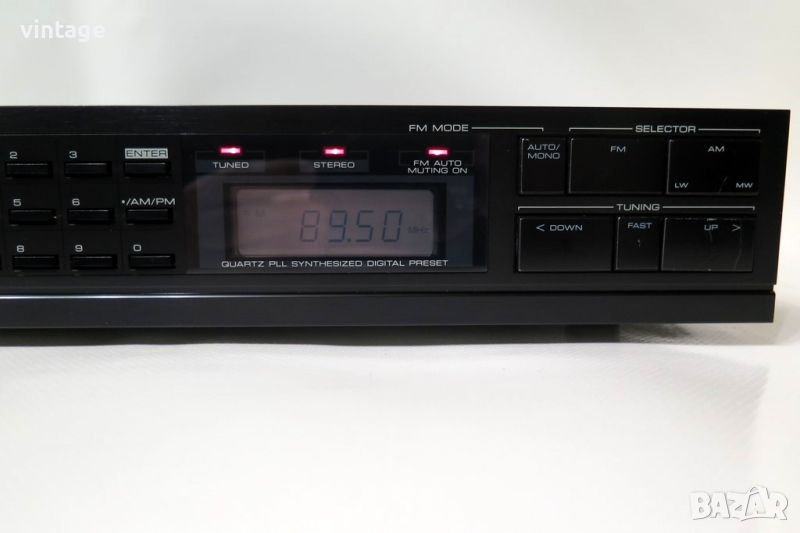 vintage
FM MODE
SELECTOR
2 3 ENTER
TUNED STEREO FM AUTO MUTING ON
AUTO/MONO FM AM
LW MW
5 6 •/AM/PM
FM 89.50 MHz
TUNING
< DOWN FAST UP >
8 9 0
QUARTZ PLL SYNTHESIZED DIGITAL PRESET
BAZAR